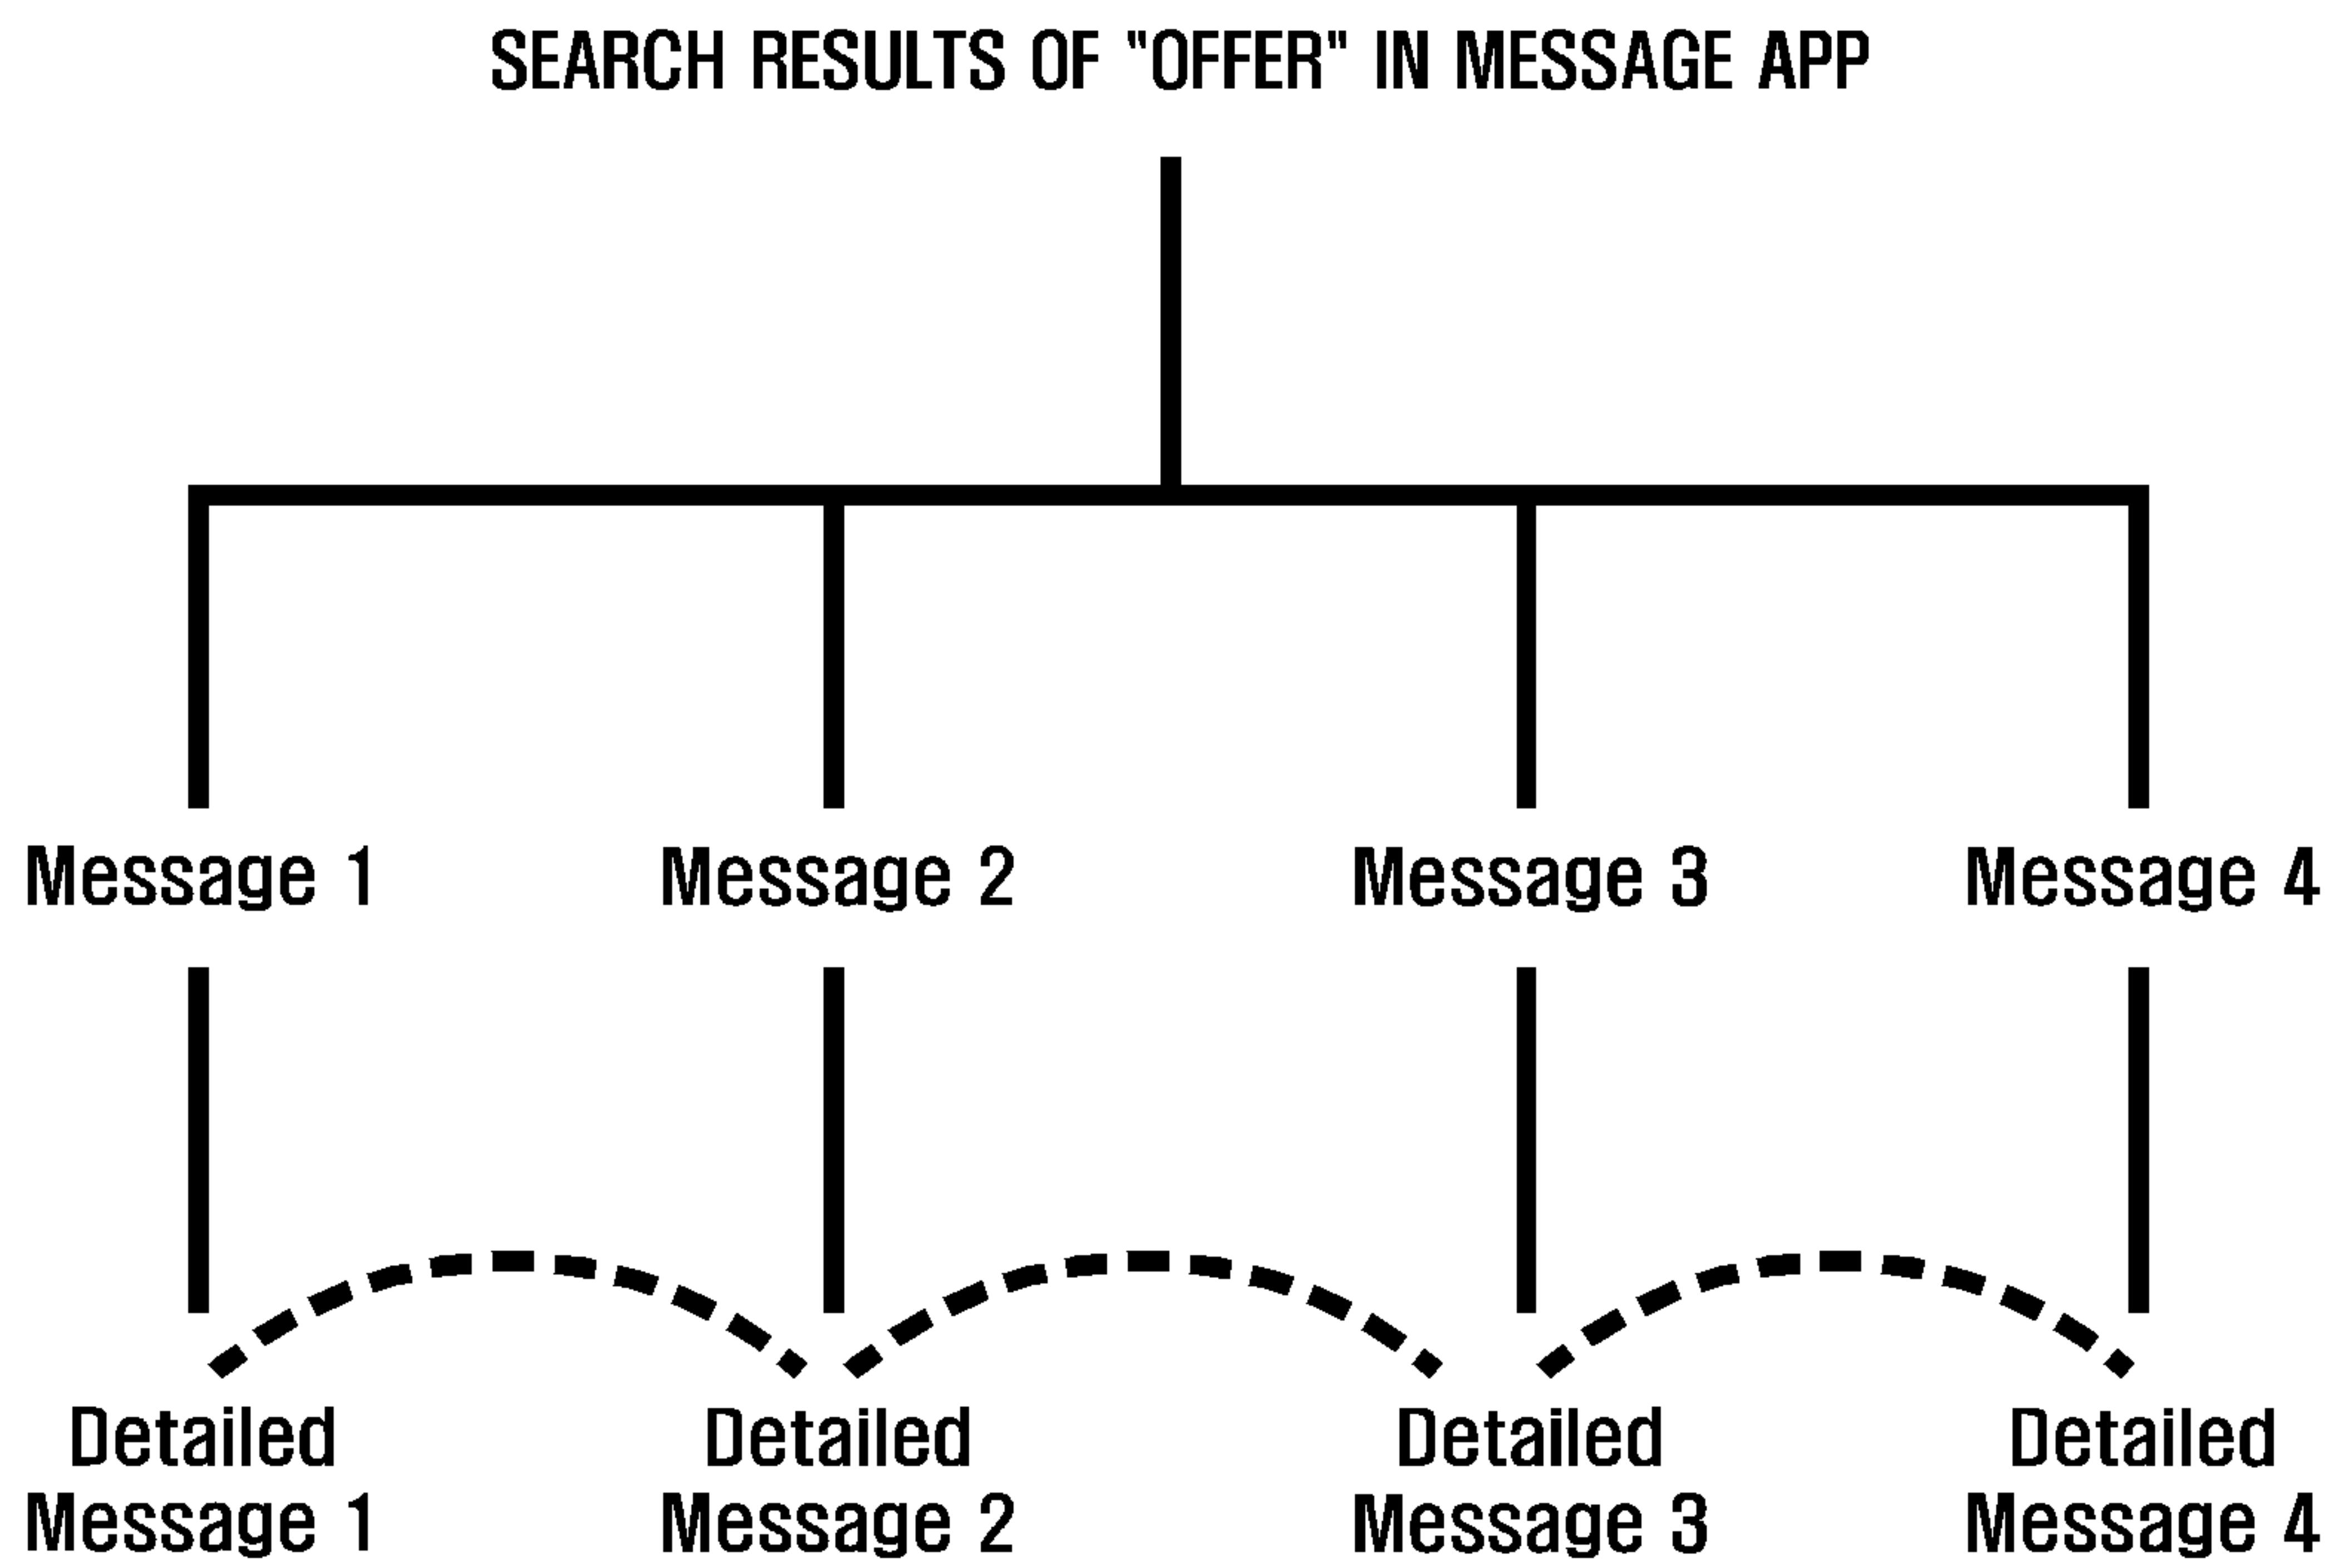 SEARCH RESULTS OF "OFFER" IN MESSAGE APP
Message 1
Message 2
Message 3
Message 4
Detailed
Message 1
Detailed
Message 2
Detailed
Message 3
Detailed
Message 4